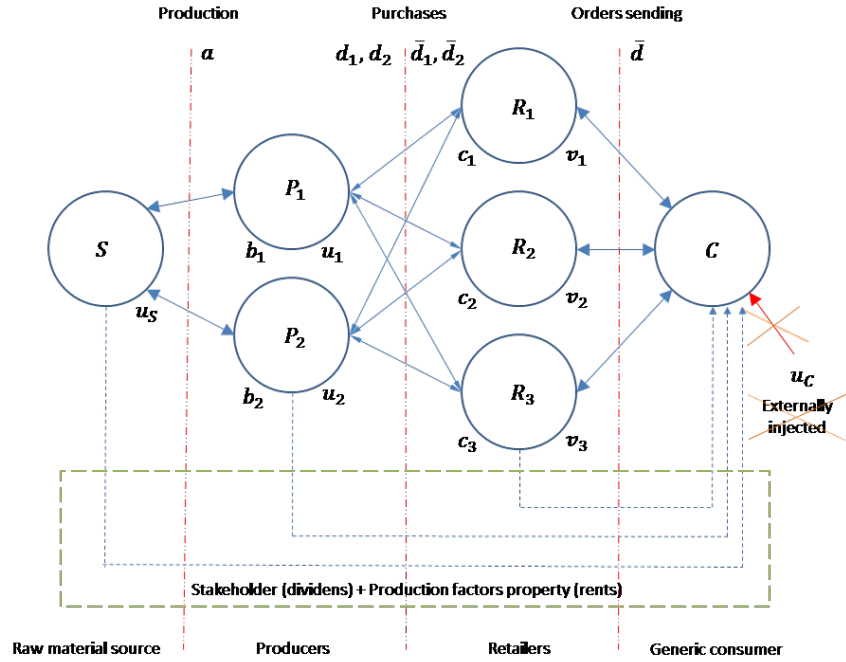 Production
Purchases
Orders sending
a
d₁, d₂
d̄₁, d̄₂
d̄
R₁
c₁
v₁
P₁
b₁
u₁
S
u_S
R₂
c₂
v₂
C
P₂
b₂
u₂
R₃
c₃
v₃
u_C
Externally
injected
Stakeholder (dividens) + Production factors property (rents)
Raw material source
Producers
Retailers
Generic consumer